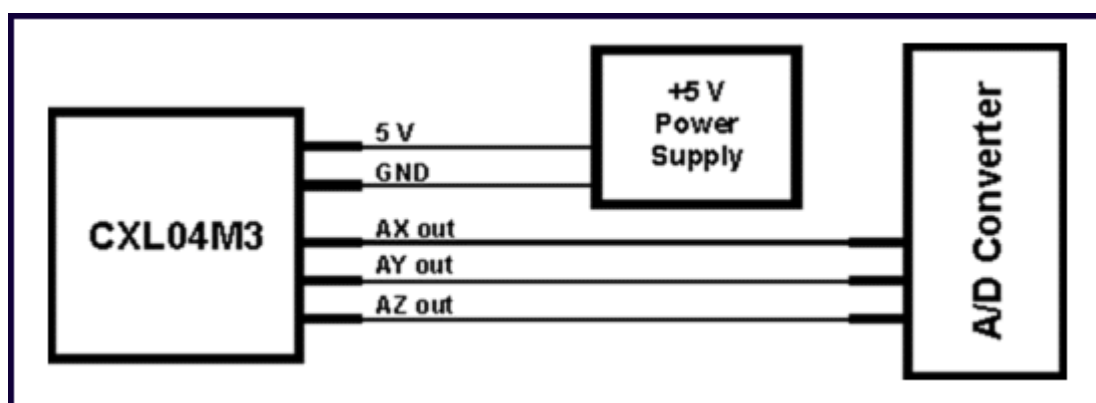 CXL04M3
5 V
GND
AX out
AY out
AZ out
+5 V
Power
Supply
A/D Converter